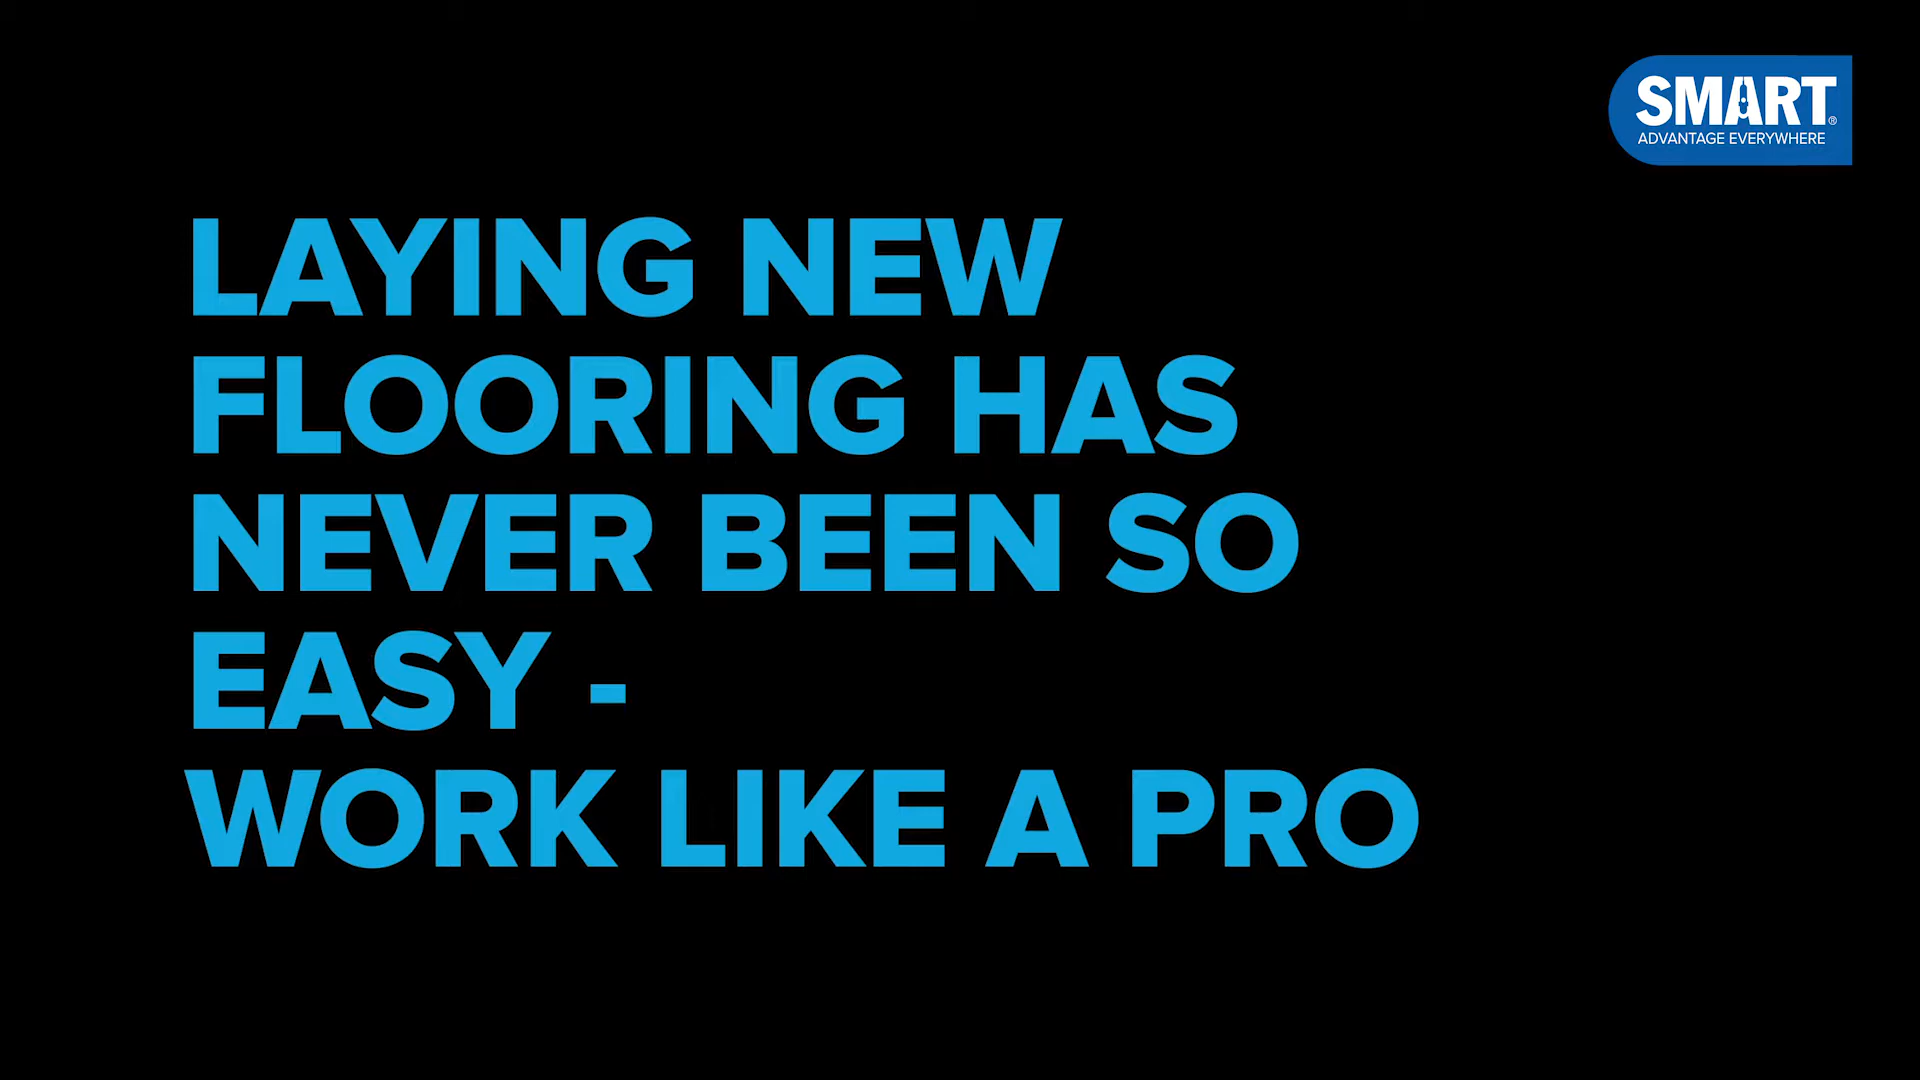 SMART®
ADVANTAGE EVERYWHERE
LAYING NEW
FLOORING HAS
NEVER BEEN SO
EASY -
WORK LIKE A PRO